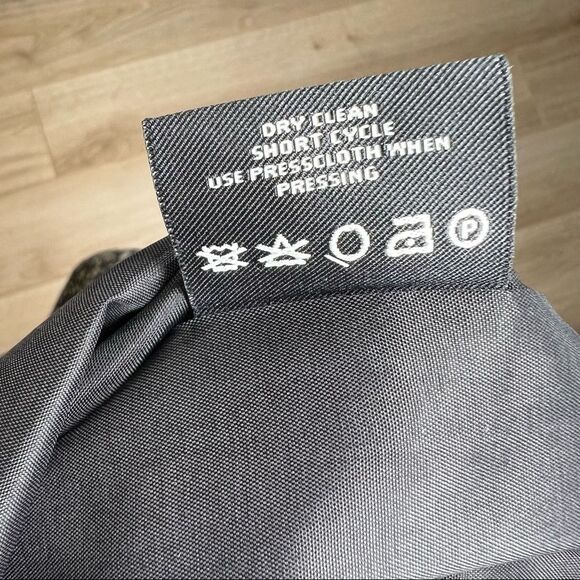 DRY CLEAN
SHORT CYCLE
USE PRESSCLOTH WHEN
PRESSING
P